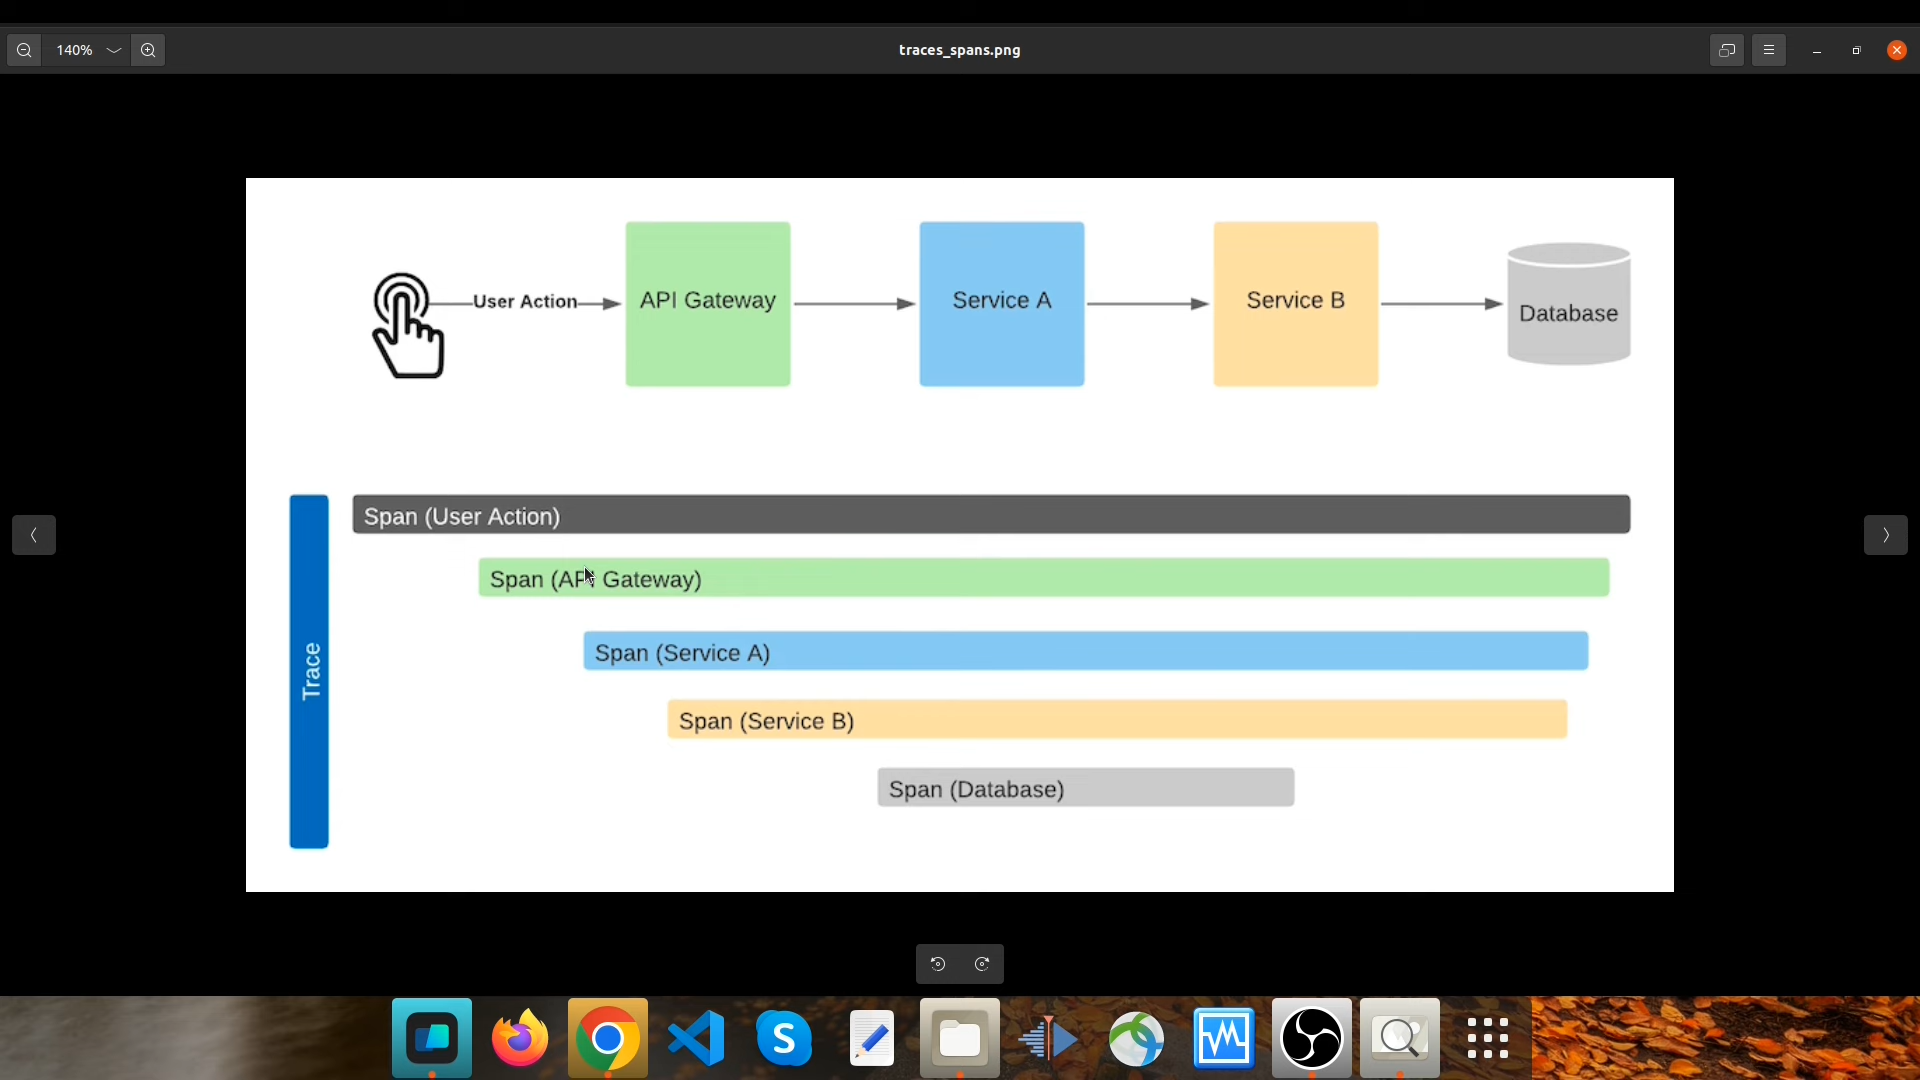 140%
traces_spans.png
User Action
API Gateway
Service A
Service B
Database
Trace
Span (User Action)
Span (API Gateway)
Span (Service A)
Span (Service B)
Span (Database)
S